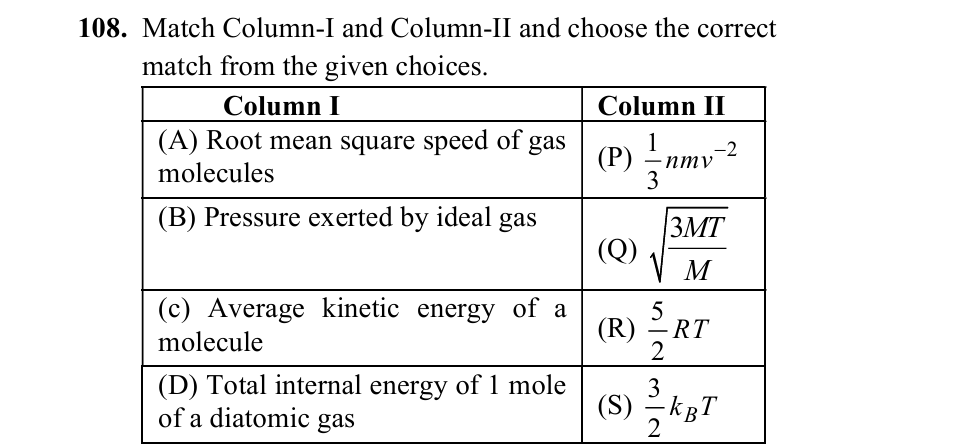 108. Match Column-I and Column-II and choose the correct
match from the given choices.
Column I Column II
(A) Root mean square speed of gas
molecules
(P) \frac{1}{3} nmv^{-2}
(B) Pressure exerted by ideal gas
(Q) \sqrt{\frac{3MT}{M}}
(c) Average kinetic energy of a
molecule
(R) \frac{5}{2} RT
(D) Total internal energy of 1 mole
of a diatomic gas
(S) \frac{3}{2} k_B T